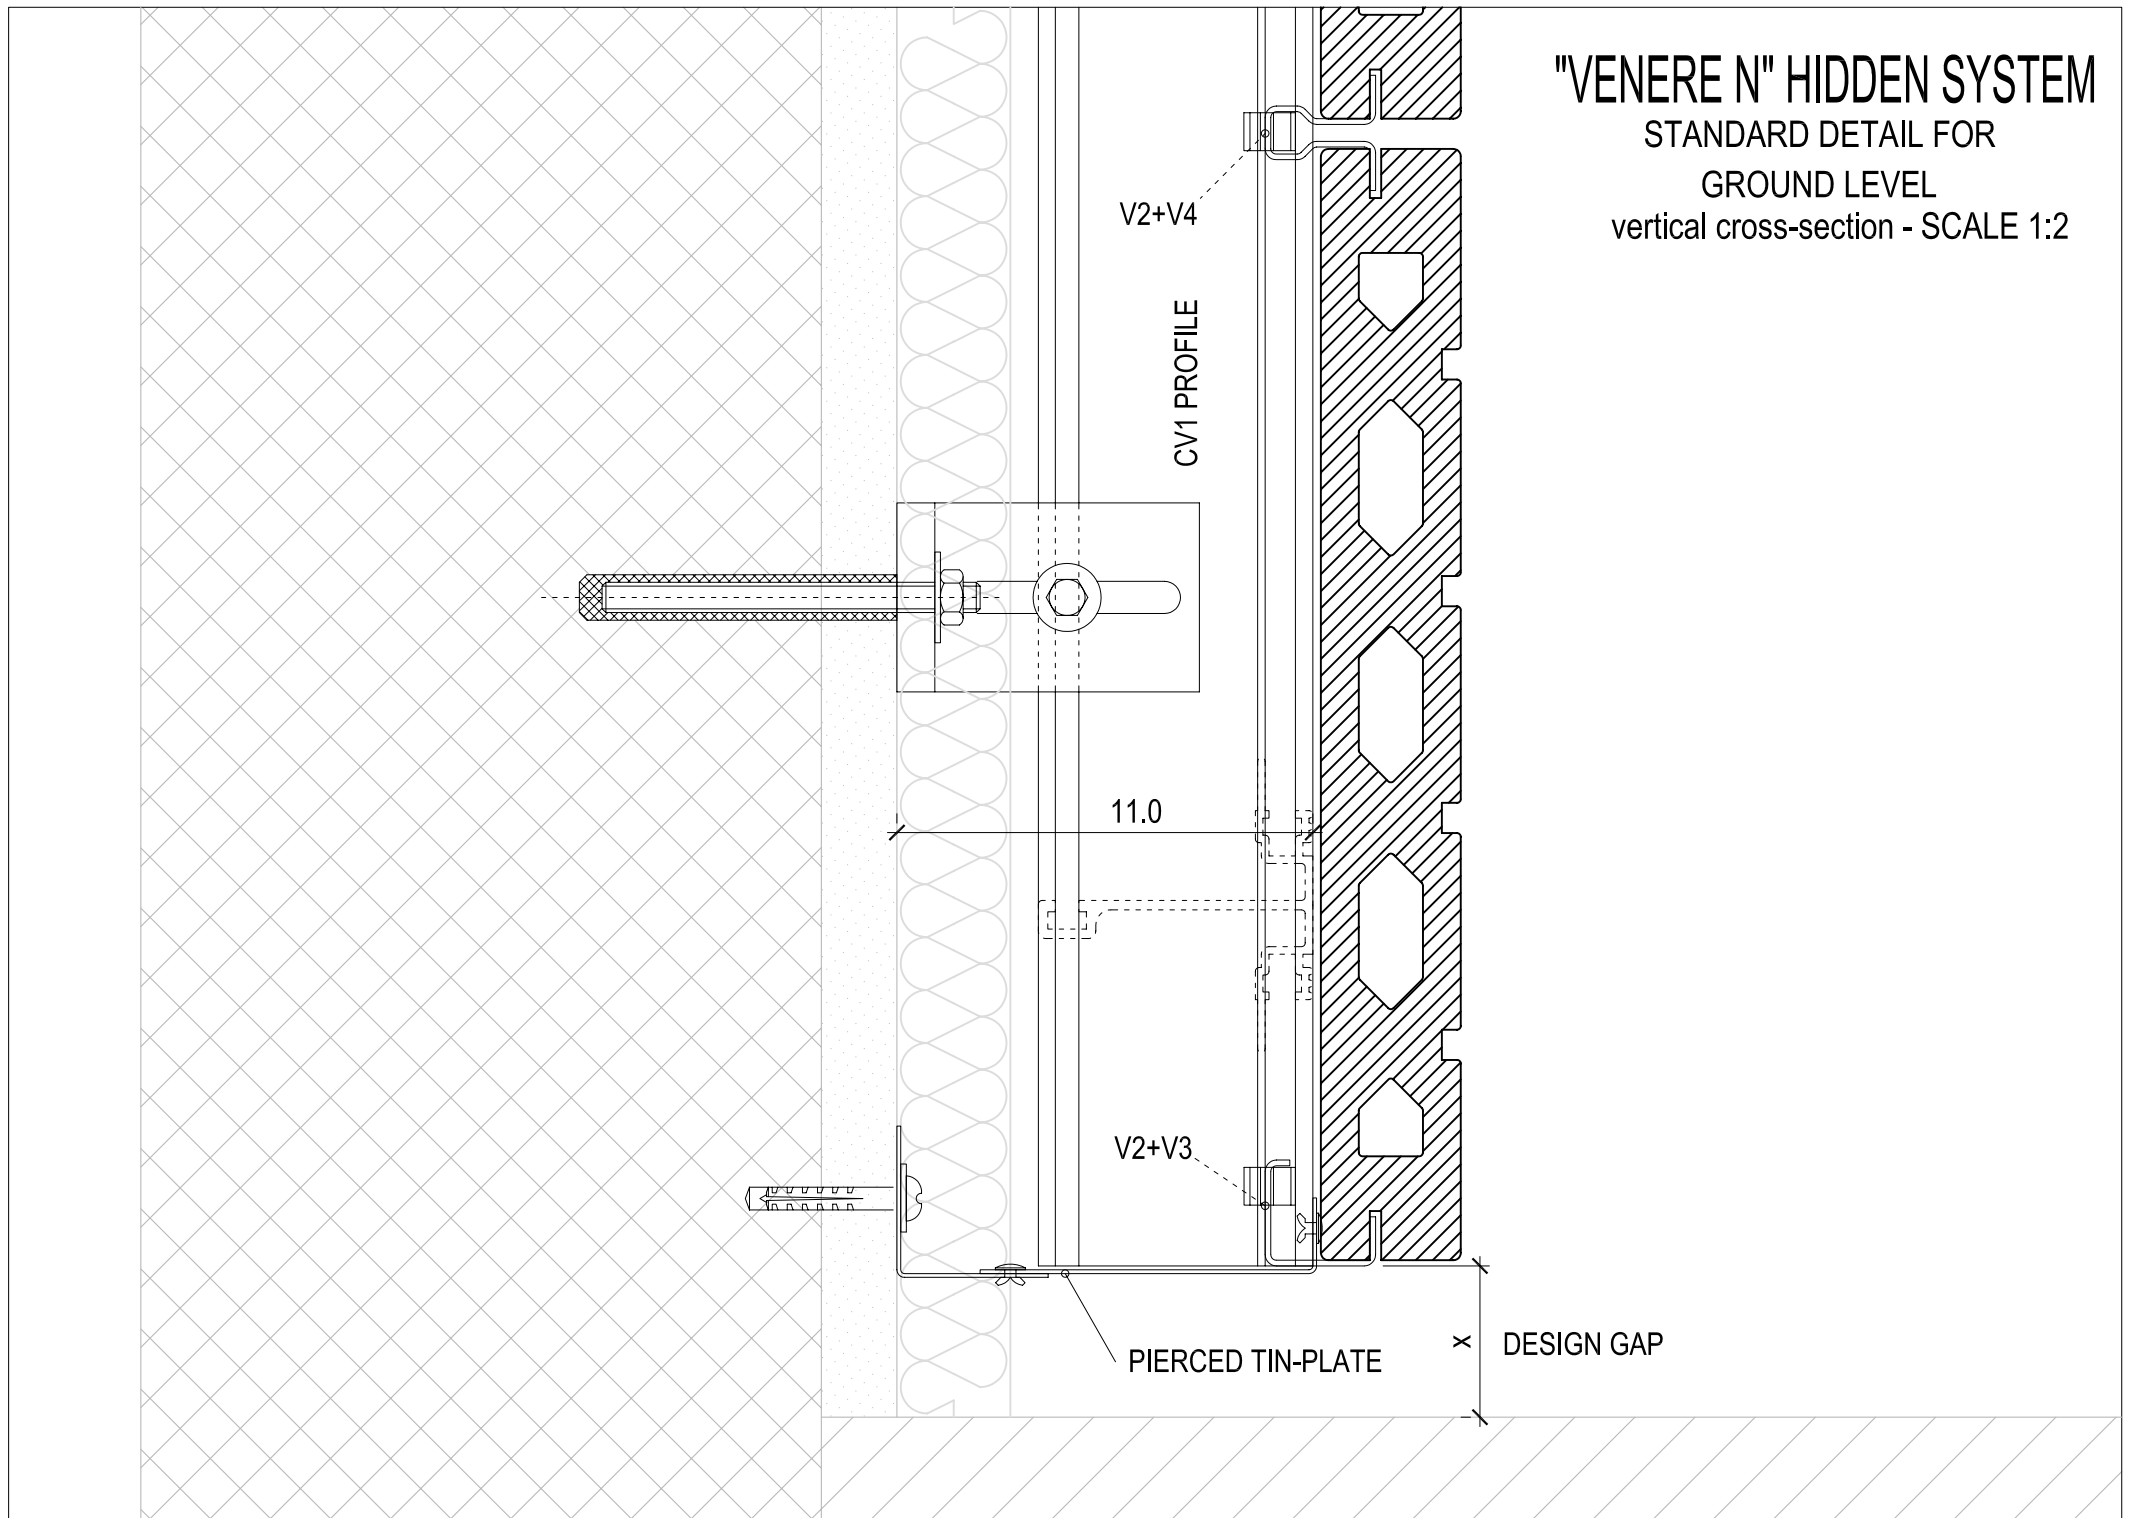 "VENERE N" HIDDEN SYSTEM
STANDARD DETAIL FOR
GROUND LEVEL
vertical cross-section - SCALE 1:2
V2+V4
CV1 PROFILE
11.0
V2+V3
X
DESIGN GAP
PIERCED TIN-PLATE